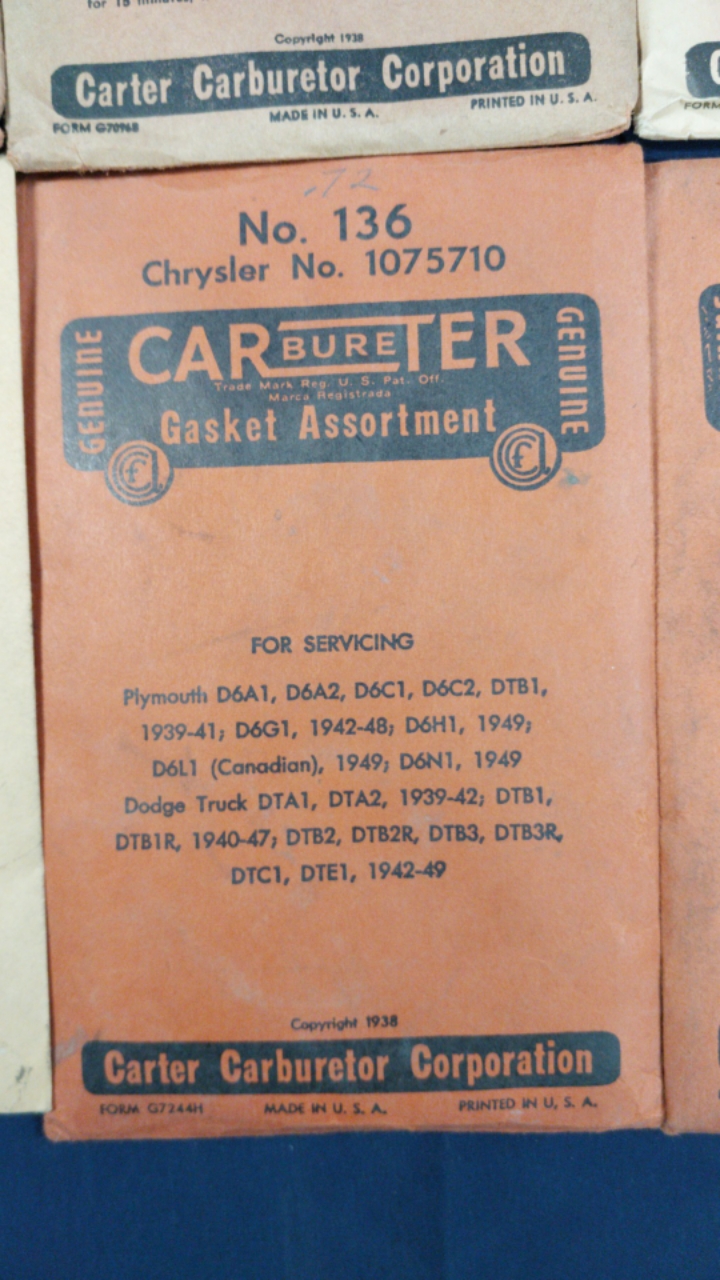 Copyright 1938
Carter Carburetor Corporation
FORM G7096B MADE IN U. S. A. PRINTED IN U. S. A.
.72
No. 136
Chrysler No. 1075710
GENUINE
CARBURETER
GENUINE
Trade Mark Reg. U. S. Pat. Off.
Marca Registrada
Gasket Assortment
FOR SERVICING
Plymouth D6A1, D6A2, D6C1, D6C2, DTB1,
1939-41; D6G1, 1942-48; D6H1, 1949;
D6L1 (Canadian), 1949; D6N1, 1949
Dodge Truck DTA1, DTA2, 1939-42; DTB1,
DTB1R, 1940-47; DTB2, DTB2R, DTB3, DTB3R,
DTC1, DTE1, 1942-49
Copyright 1938
Carter Carburetor Corporation
FORM G7244H MADE IN U. S. A. PRINTED IN U. S. A.